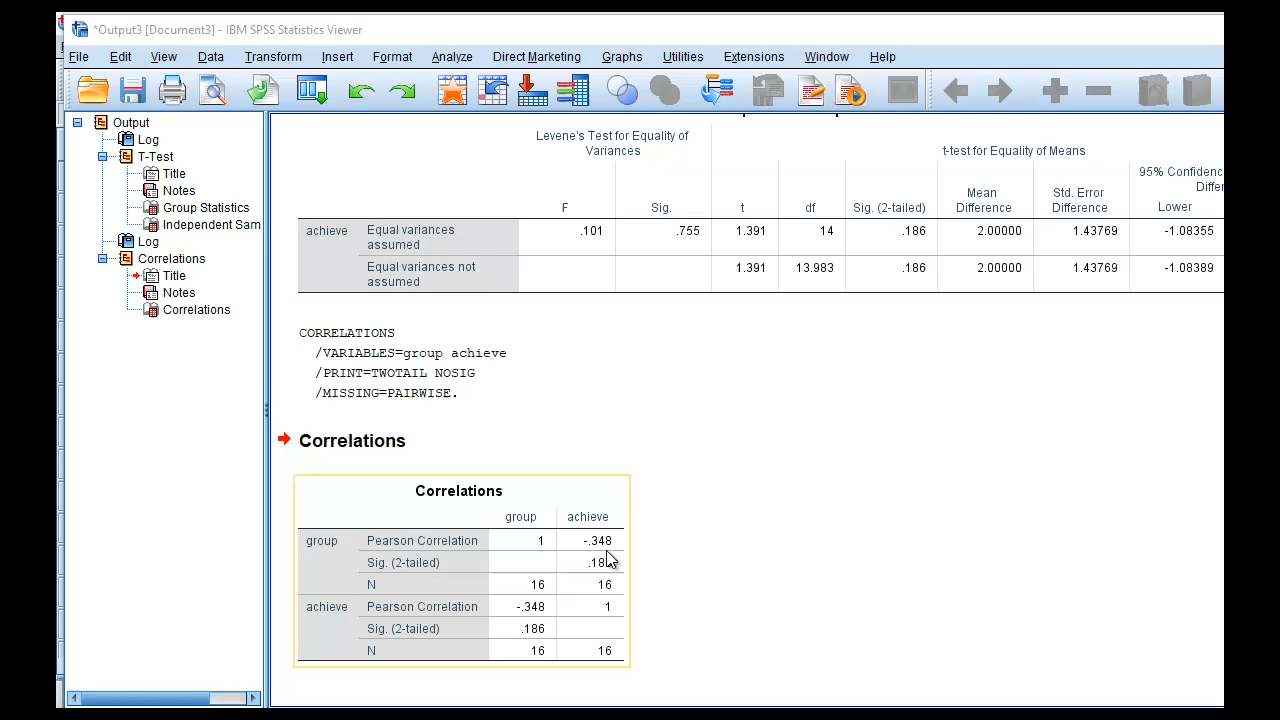 *Output3 [Document3] - IBM SPSS Statistics Viewer
File Edit View Data Transform Insert Format Analyze Direct Marketing Graphs Utilities Extensions Window Help
Output
Log
T-Test
Title
Notes
Group Statistics
Independent Sam
Log
Correlations
Title
Notes
Correlations
Levene's Test for Equality of
Variances
t-test for Equality of Means
95% Confidenc
Differ
F Sig. t df Sig. (2-tailed) Mean Difference Std. Error Difference Lower
achieve Equal variances assumed .101 .755 1.391 14 .186 2.00000 1.43769 -1.08355
Equal variances not assumed 1.391 13.983 .186 2.00000 1.43769 -1.08389
CORRELATIONS
/VARIABLES=group achieve
/PRINT=TWOTAIL NOSIG
/MISSING=PAIRWISE.
Correlations
Correlations
group achieve
group Pearson Correlation 1 -.348
Sig. (2-tailed)
N 16 16
achieve Pearson Correlation -.348 1
Sig. (2-tailed) .186
N 16 16